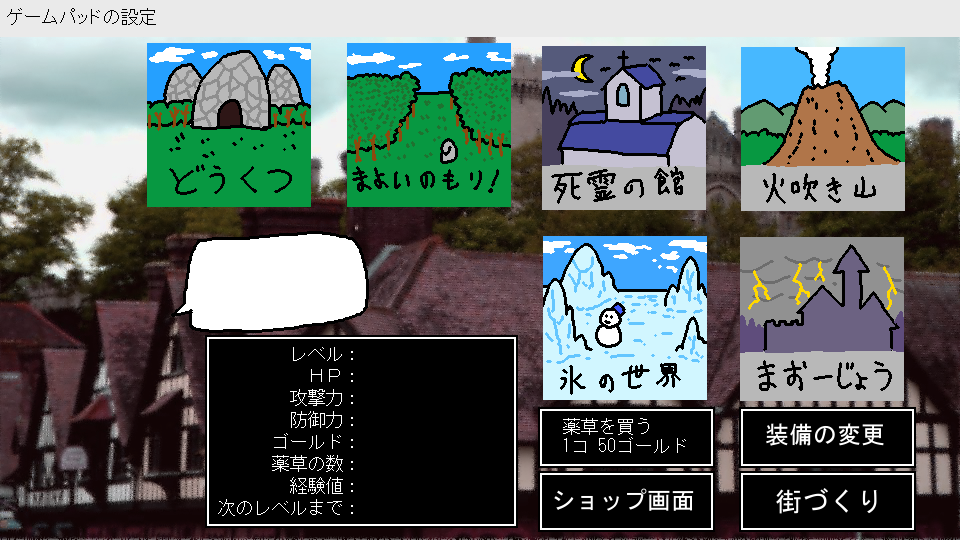 ゲームパッドの設定
どうくつ
まよいのもり!
死霊の館
火吹き山
氷の世界
まおーじょう
レベル:
HP:
攻撃力:
防御力:
ゴールド:
薬草の数:
経験値:
次のレベルまで:
薬草を買う
1コ 50ゴールド
装備の変更
ショップ画面
街づくり